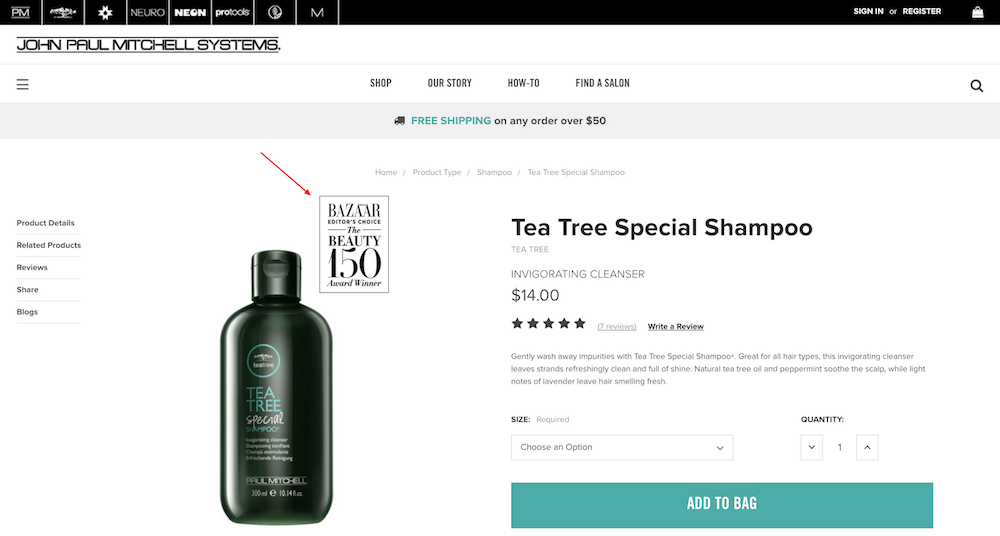 PM
NEURO
NEON
protools
M
SIGN IN or REGISTER
JOHN PAUL MITCHELL SYSTEMS.
SHOP
OUR STORY
HOW-TO
FIND A SALON
FREE SHIPPING on any order over $50
Home / Product Type / Shampoo / Tea Tree Special Shampoo
Product Details
Related Products
Reviews
Share
Blogs
BAZAAR
EDITOR'S CHOICE
The
BEAUTY
150
Award Winner
teatree
TEA
TREE
special
SHAMPOO®
Invigorating cleanser
Shampooing tonifiant
Champú estimulante
Erfrischende Reinigung
PAUL MITCHELL
300 ml e 10.14 fl.oz.
Tea Tree Special Shampoo
TEA TREE
INVIGORATING CLEANSER
$14.00
(7 reviews)
Write a Review
Gently wash away impurities with Tea Tree Special Shampoo®. Great for all hair types, this invigorating cleanser
leaves strands refreshingly clean and full of shine. Natural tea tree oil and peppermint soothe the scalp, while light
notes of lavender leave hair smelling fresh.
SIZE: Required
QUANTITY:
Choose an Option
1
ADD TO BAG